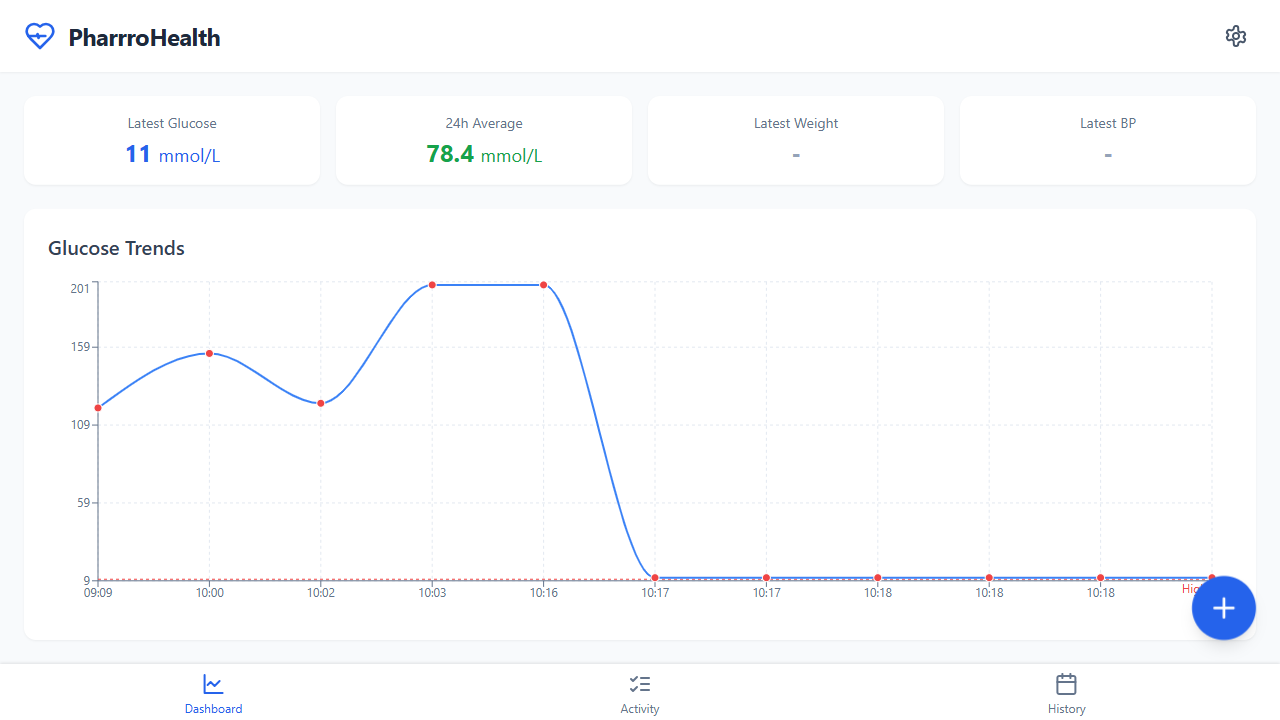 PharrroHealth
Latest Glucose
11 mmol/L
24h Average
78.4 mmol/L
Latest Weight
-
Latest BP
-
Glucose Trends
201
159
109
59
9
09:09 10:00 10:02 10:03 10:16 10:17 10:17 10:18 10:18 10:18
Dashboard
Activity
History